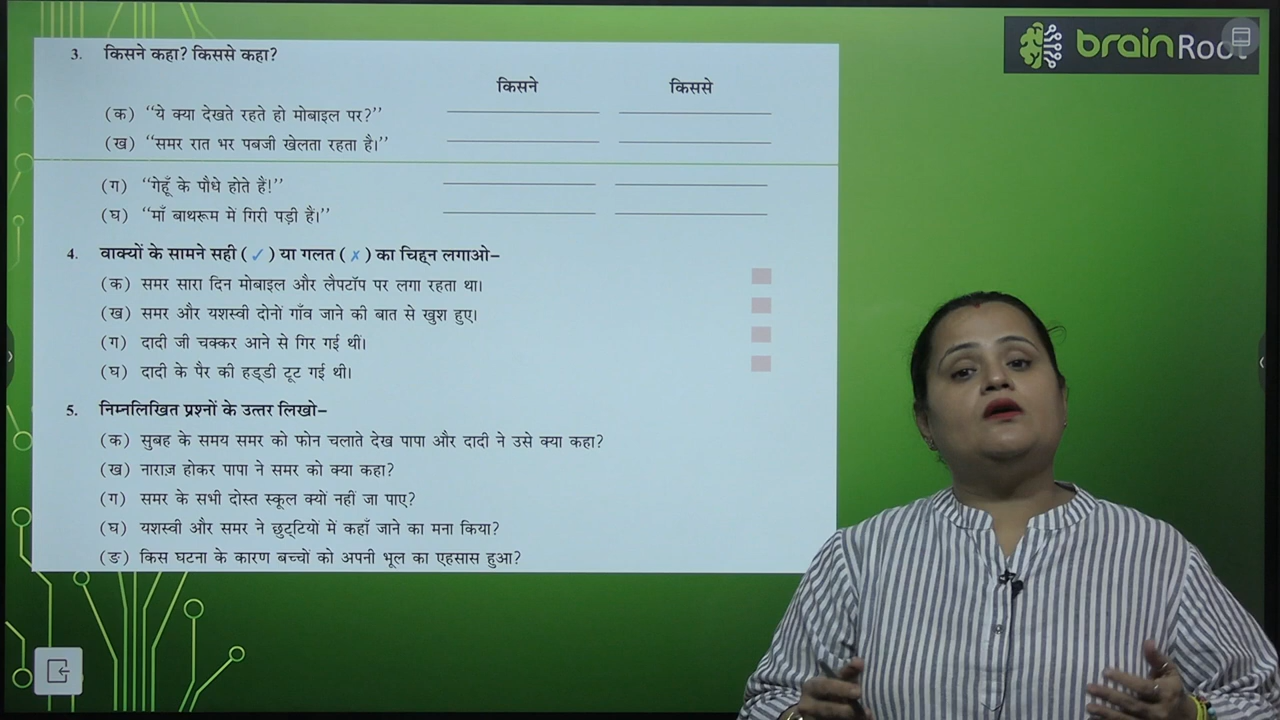 brainRoot
3. किसने कहा? किससे कहा?
किसने किससे
(क) “ये क्या देखते रहते हो मोबाइल पर?”
(ख) “समर रात भर पबजी खेलता रहता है।”
(ग) “गेहूँ के पौधे होते हैं!”
(घ) “माँ बाथरूम में गिरी पड़ी हैं।”
4. वाक्यों के सामने सही (✓) या गलत (✗) का चिह्न लगाओ–
(क) समर सारा दिन मोबाइल और लैपटॉप पर लगा रहता था।
(ख) समर और यशस्वी दोनों गाँव जाने की बात से खुश हुए।
(ग) दादी जी चक्कर आने से गिर गई थीं।
(घ) दादी के पैर की हड्डी टूट गई थी।
5. निम्नलिखित प्रश्नों के उत्तर लिखो–
(क) सुबह के समय समर को फोन चलाते देख पापा और दादी ने उसे क्या कहा?
(ख) नाराज़ होकर पापा ने समर को क्या कहा?
(ग) समर के सभी दोस्त स्कूल क्यों नहीं जा पाए?
(घ) यशस्वी और समर ने छुट्टियों में कहाँ जाने का मना किया?
(ङ) किस घटना के कारण बच्चों को अपनी भूल का एहसास हुआ?